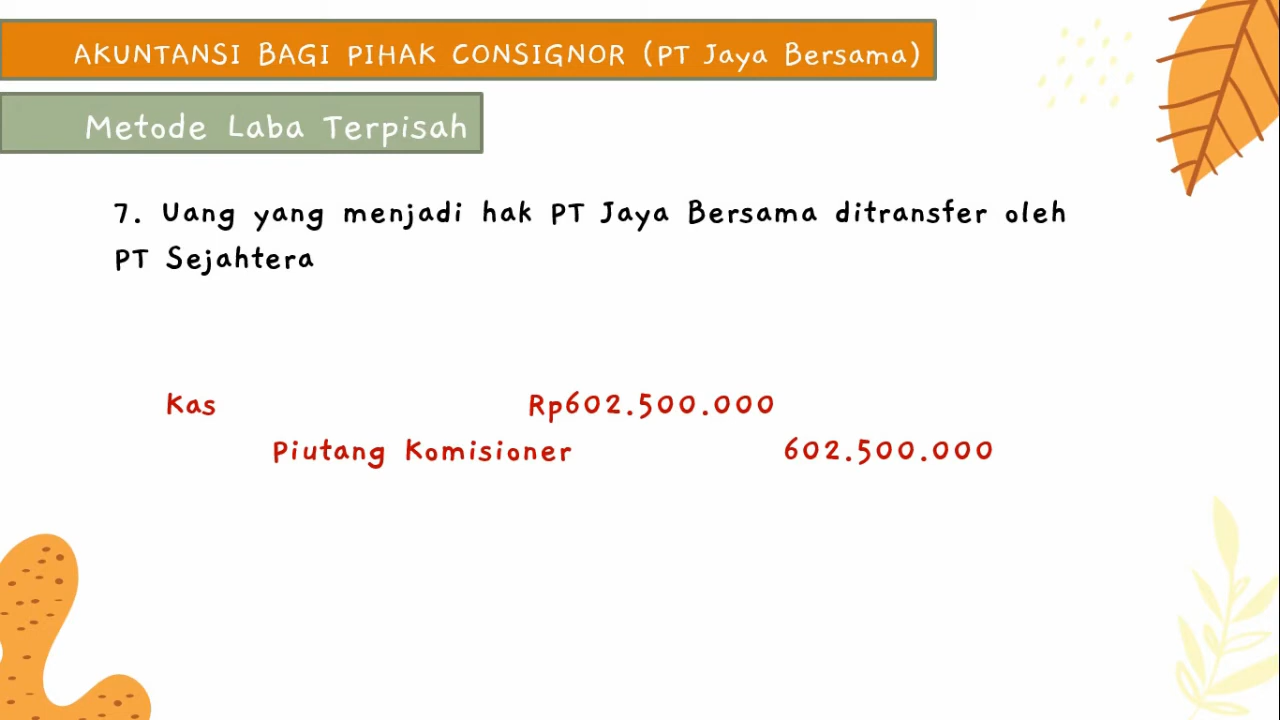 AKUNTANSI BAGI PIHAK CONSIGNOR (PT Jaya Bersama)
Metode Laba Terpisah
7. Uang yang menjadi hak PT Jaya Bersama ditransfer oleh
PT Sejahtera
Kas Rp602.500.000
Piutang Komisioner 602.500.000